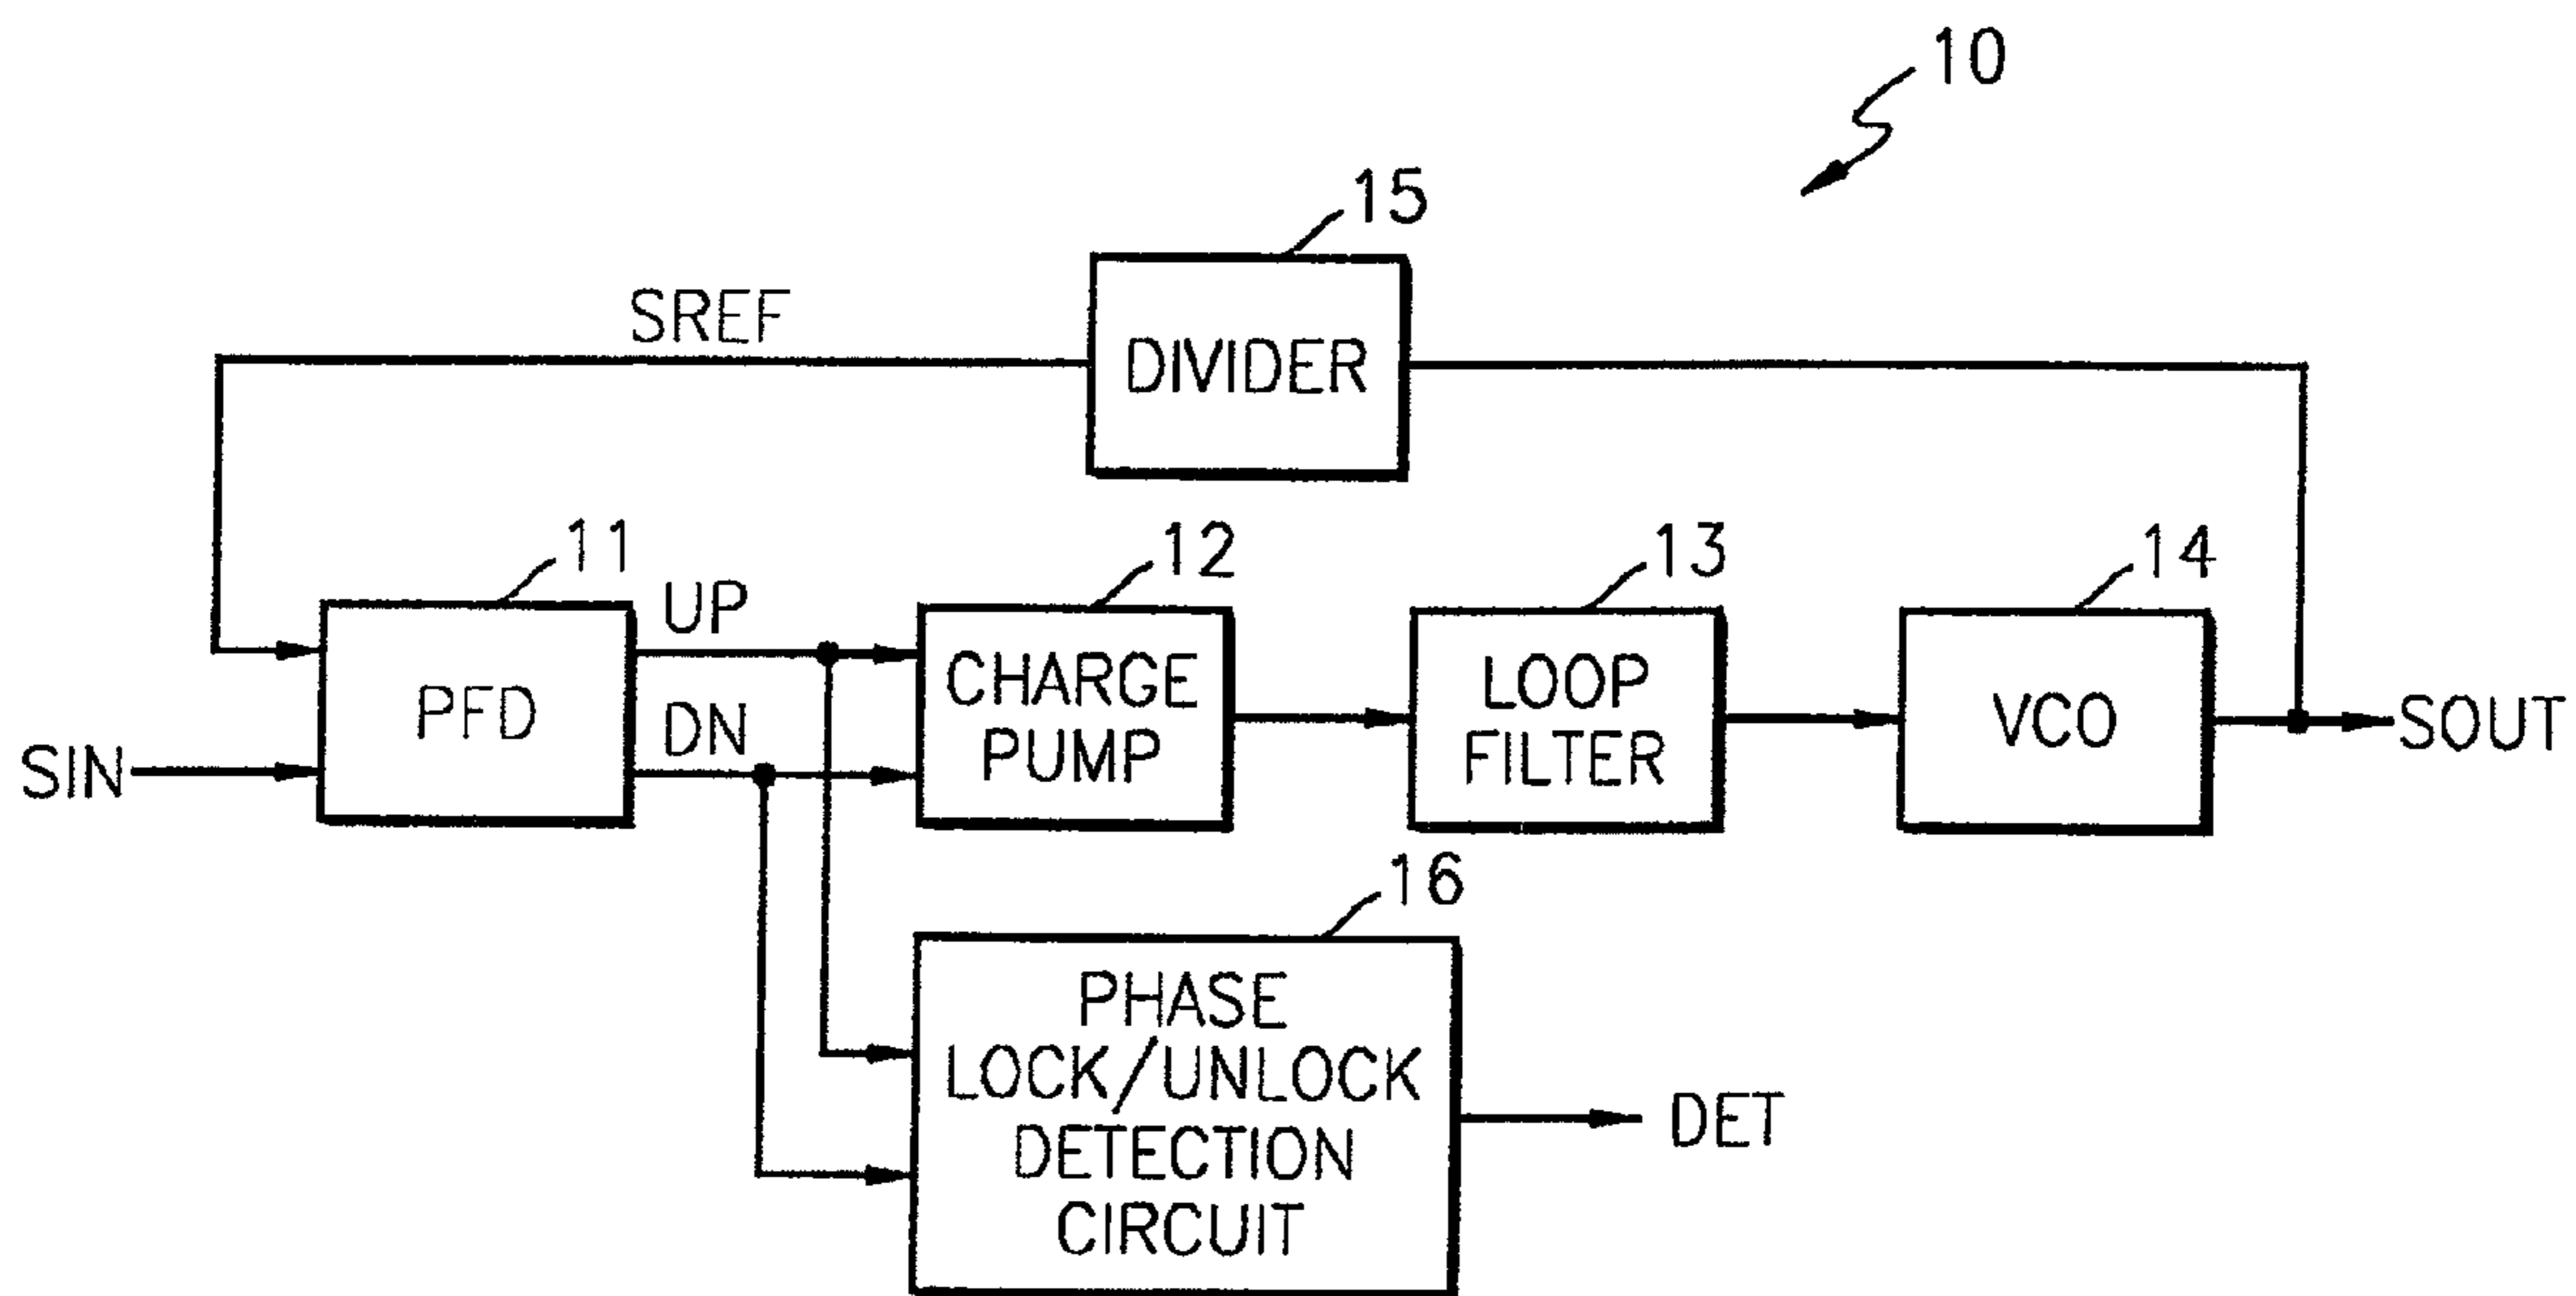 10
15
SREF
DIVIDER
11
12
13
14
UP
CHARGE
PUMP
LOOP
FILTER
PFD
DN
VCO
SIN
SOUT
16
PHASE
LOCK/UNLOCK
DETECTION
CIRCUIT
DET